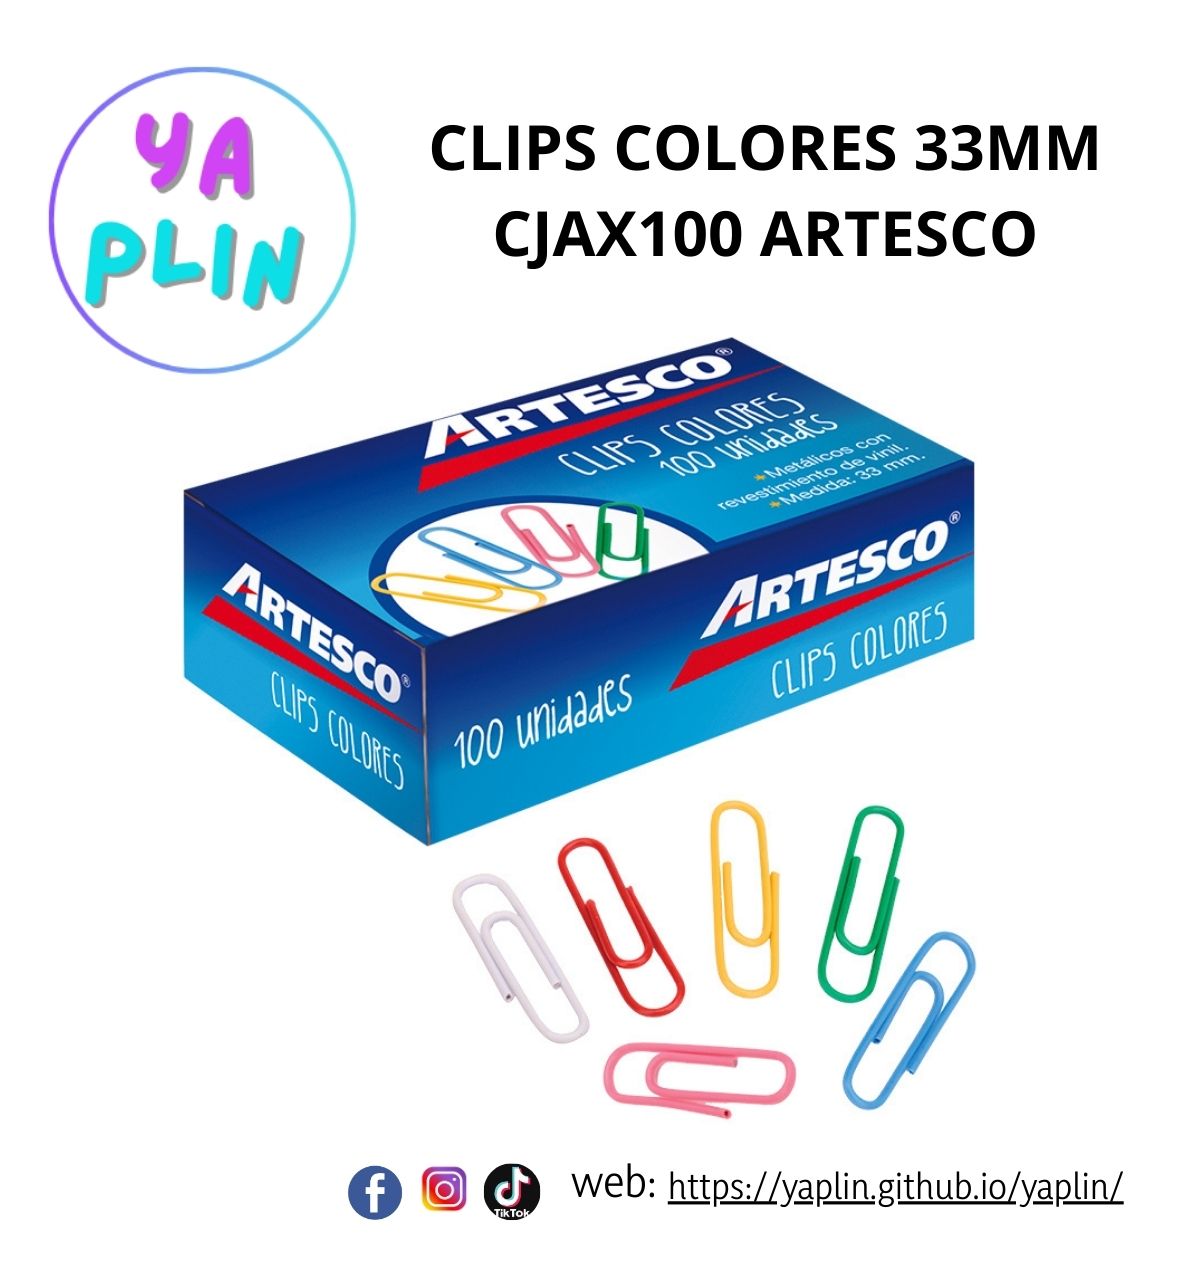 YA
PLIN
CLIPS COLORES 33MM
CJAX100 ARTESCO
ARTESCO®
CLIPS COLORES
100 unidades
*Metálicos con
revestimiento de vinil.
*Medida: 33 mm.
ARTESCO®
CLIPS COLORES
100 unidades
ARTESCO®
CLIPS COLORES
TikTok
web: https://yaplin.github.io/yaplin/